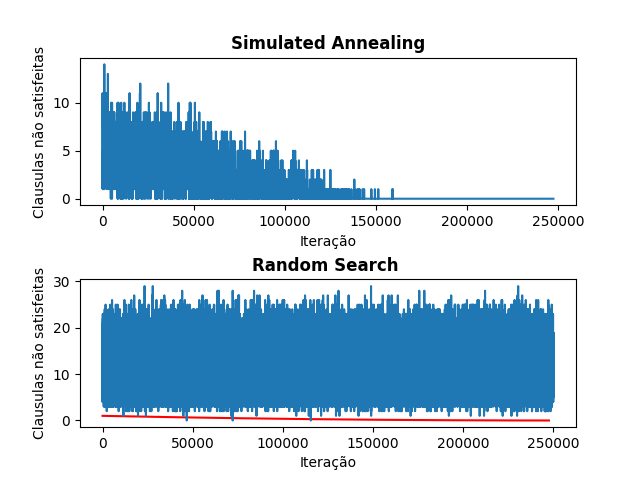 Simulated Annealing
Clausulas não satisfeitas
10
5
0
0 50000 100000 150000 200000 250000
Iteração
Random Search
Clausulas não satisfeitas
30
20
10
0
0 50000 100000 150000 200000 250000
Iteração